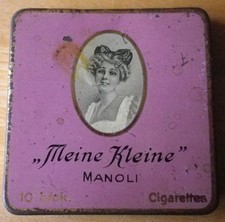 „Meine Kleine”
MANOLI
10 Stck. Cigaretten